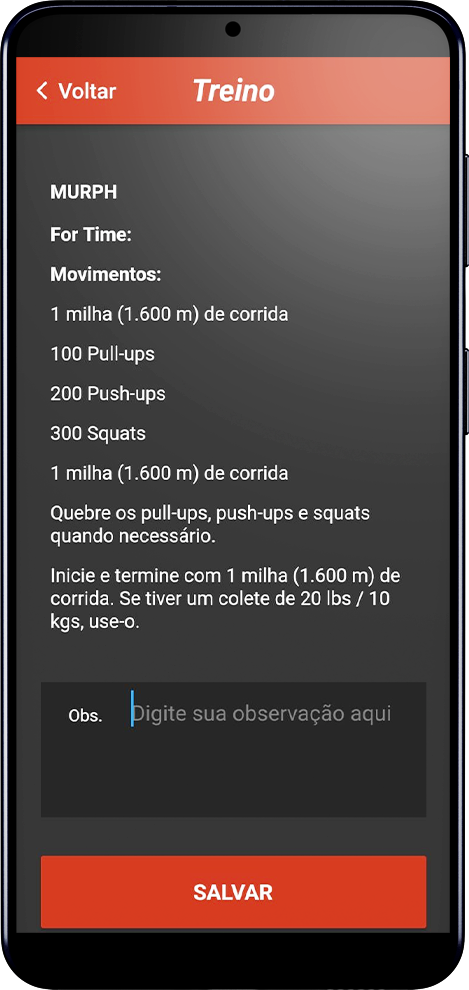 Voltar
Treino
MURPH
For Time:
Movimentos:
1 milha (1.600 m) de corrida
100 Pull-ups
200 Push-ups
300 Squats
1 milha (1.600 m) de corrida
Quebre os pull-ups, push-ups e squats
quando necessário.
Inicie e termine com 1 milha (1.600 m) de
corrida. Se tiver um colete de 20 lbs / 10
kgs, use-o.
Obs.
Digite sua observação aqui
SALVAR